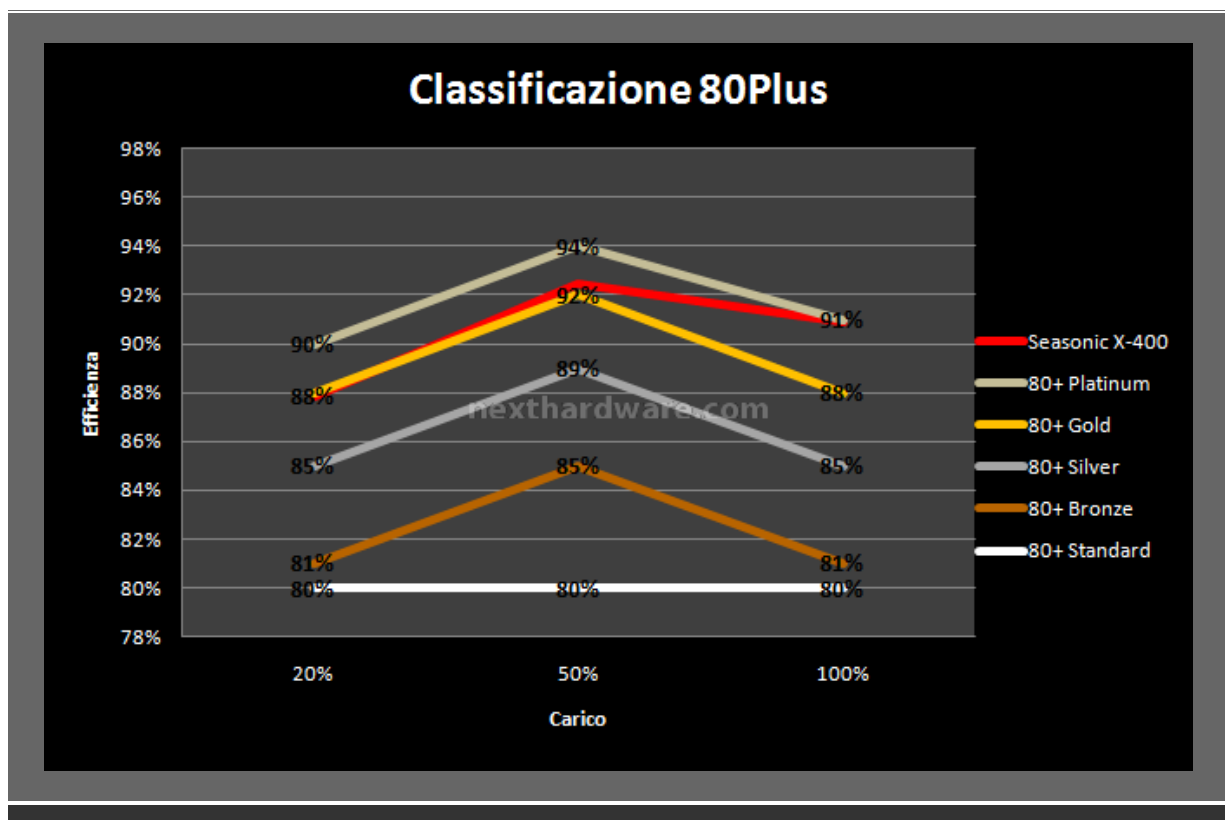 Classificazione 80Plus
98%
96%
94%
92%
90%
88%
86%
84%
82%
80%
78%
Efficienza
90% 94% 91%
88% 92% 88%
85% 89% 85%
81% 85% 81%
80% 80% 80%
nexthardware.com
20% 50% 100%
Carico
Seasonic X-400
80+ Platinum
80+ Gold
80+ Silver
80+ Bronze
80+ Standard